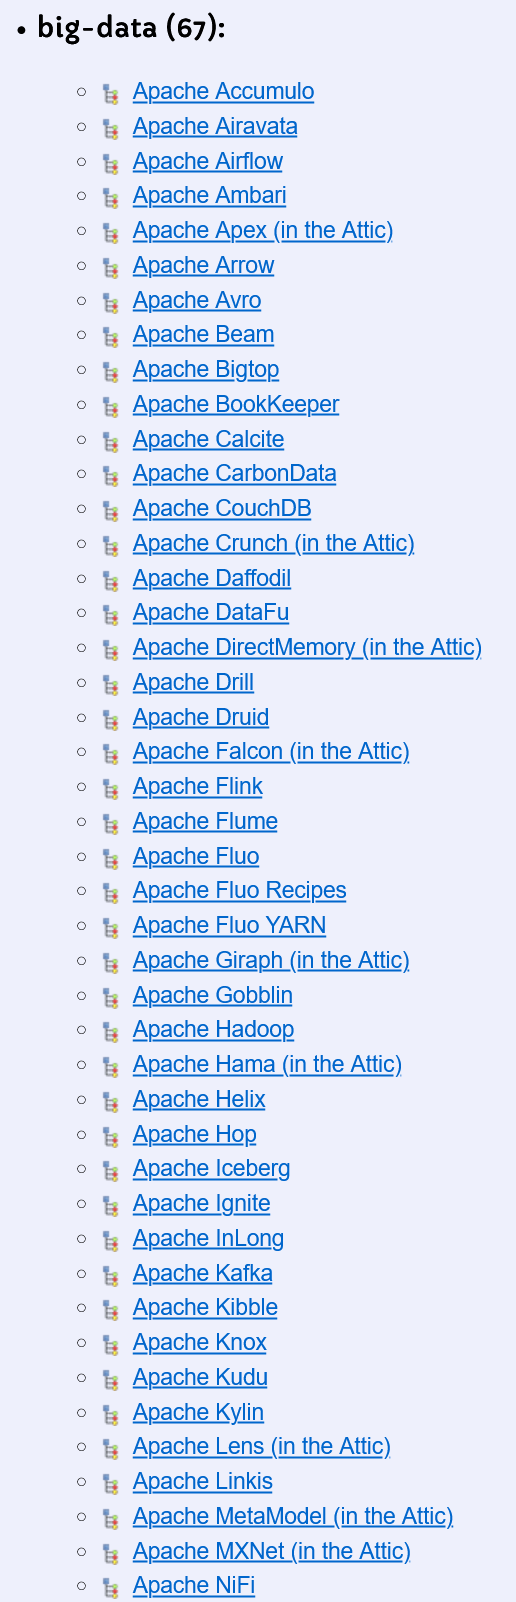 big-data (67):
Apache Accumulo
Apache Airavata
Apache Airflow
Apache Ambari
Apache Apex (in the Attic)
Apache Arrow
Apache Avro
Apache Beam
Apache Bigtop
Apache BookKeeper
Apache Calcite
Apache CarbonData
Apache CouchDB
Apache Crunch (in the Attic)
Apache Daffodil
Apache DataFu
Apache DirectMemory (in the Attic)
Apache Drill
Apache Druid
Apache Falcon (in the Attic)
Apache Flink
Apache Flume
Apache Fluo
Apache Fluo Recipes
Apache Fluo YARN
Apache Giraph (in the Attic)
Apache Gobblin
Apache Hadoop
Apache Hama (in the Attic)
Apache Helix
Apache Hop
Apache Iceberg
Apache Ignite
Apache InLong
Apache Kafka
Apache Kibble
Apache Knox
Apache Kudu
Apache Kylin
Apache Lens (in the Attic)
Apache Linkis
Apache MetaModel (in the Attic)
Apache MXNet (in the Attic)
Apache NiFi